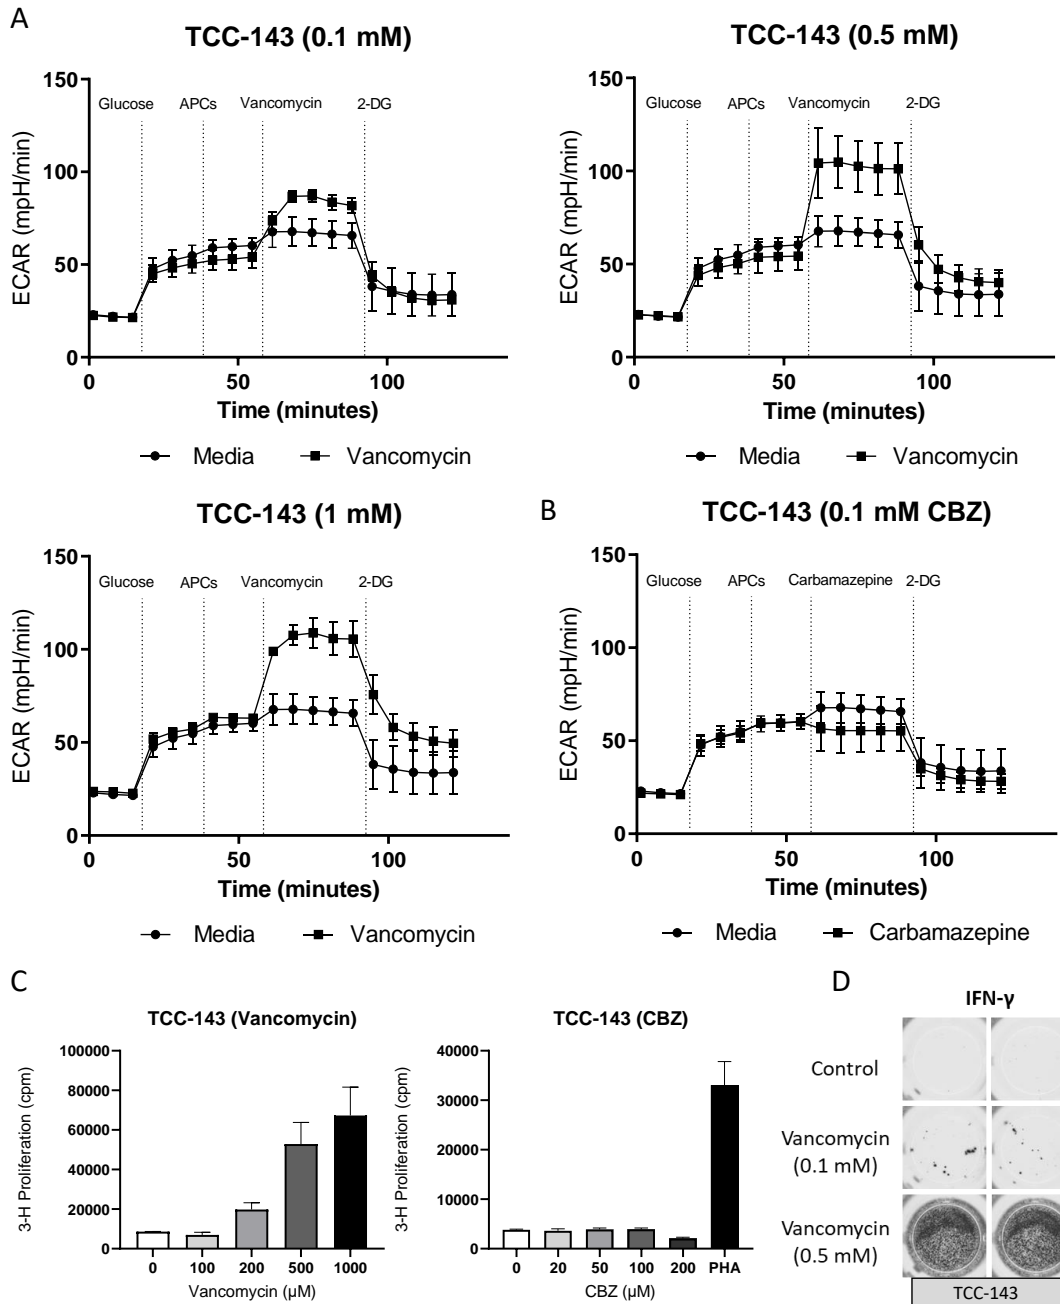 A
TCC-143 (0.1 mM)
150
100
50
0
ECAR (mpH/min)
Glucose
APCs
Vancomycin
2-DG
0
50
100
Time (minutes)
Media
Vancomycin
TCC-143 (0.5 mM)
150
100
50
0
ECAR (mpH/min)
Glucose
APCs
Vancomycin
2-DG
0
50
100
Time (minutes)
Media
Vancomycin
TCC-143 (1 mM)
150
100
50
0
ECAR (mpH/min)
Glucose
APCs
Vancomycin
2-DG
0
50
100
Time (minutes)
Media
Vancomycin
B
TCC-143 (0.1 mM CBZ)
150
100
50
0
ECAR (mpH/min)
Glucose
APCs
Carbamazepine
2-DG
0
50
100
Time (minutes)
Media
Carbamazepine
C
TCC-143 (Vancomycin)
100000
80000
60000
40000
20000
0
3-H Proliferation (cpm)
0
100
200
500
1000
Vancomycin (µM)
TCC-143 (CBZ)
40000
30000
20000
10000
0
3-H Proliferation (cpm)
0
20
50
100
200
PHA
CBZ (µM)
D
IFN-γ
Control
Vancomycin
(0.1 mM)
Vancomycin
(0.5 mM)
TCC-143